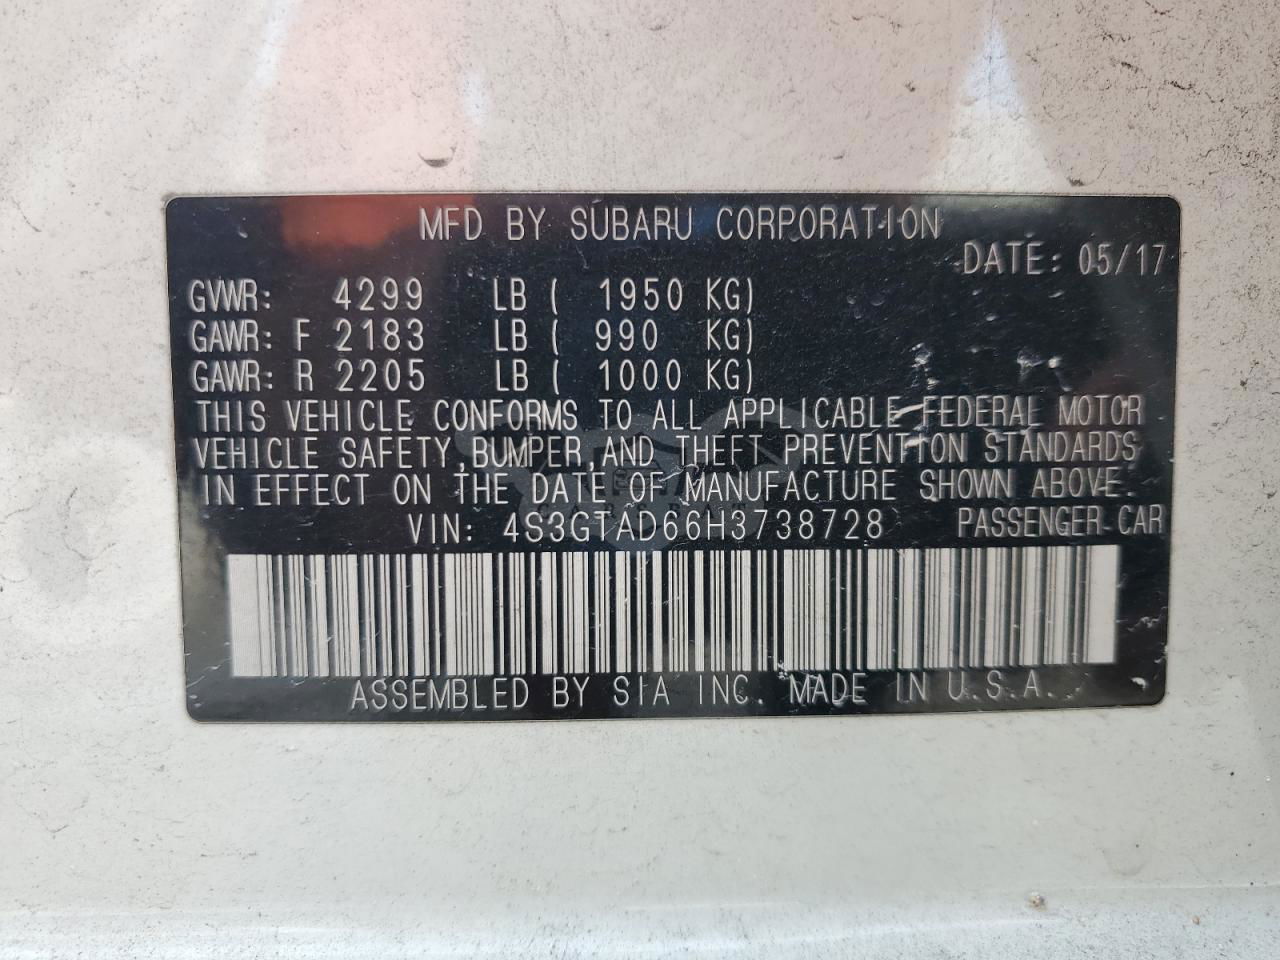 MFD BY SUBARU CORPORATION
DATE: 05/17
GVWR: 4299 LB ( 1950 KG)
GAWR: F 2183 LB ( 990 KG)
GAWR: R 2205 LB ( 1000 KG)
THIS VEHICLE CONFORMS TO ALL APPLICABLE FEDERAL MOTOR
VEHICLE SAFETY, BUMPER, AND THEFT PREVENTION STANDARDS
IN EFFECT ON THE DATE OF MANUFACTURE SHOWN ABOVE.
VIN: 4S3GTAD66H3738728 PASSENGER CAR
ASSEMBLED BY SIA INC. MADE IN U.S.A.